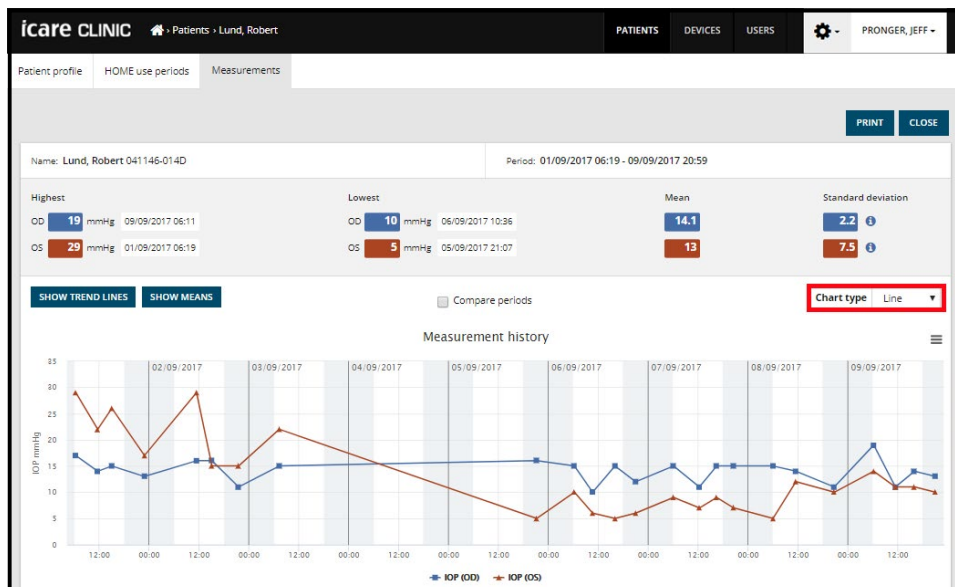 icare CLINIC › Patients › Lund, Robert PATIENTS DEVICES USERS PRONGER, JEFF
Patient profile HOME use periods Measurements
PRINT CLOSE
Name: Lund, Robert 041146-014D Period: 01/09/2017 06:19 - 09/09/2017 20:59
Highest Lowest Mean Standard deviation
OD 19 mmHg 09/09/2017 06:11 OD 10 mmHg 06/09/2017 10:36 14.1 2.2 i
OS 29 mmHg 01/09/2017 06:19 OS 5 mmHg 05/09/2017 21:07 13 7.5 i
SHOW TREND LINES SHOW MEANS Compare periods Chart type Line
Measurement history
35
02/09/2017 03/09/2017 04/09/2017 05/09/2017 06/09/2017 07/09/2017 08/09/2017 09/09/2017
30
25
20
15
10
5
0
IOP mmHg
12:00 00:00 12:00 00:00 12:00 00:00 12:00 00:00 12:00 00:00 12:00 00:00 12:00 00:00 12:00 00:00 12:00
IOP (OD) IOP (OS)